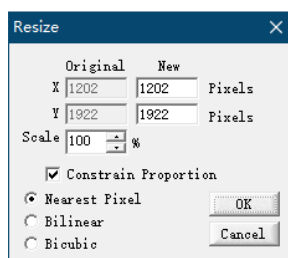 Resize
Original New
X 1202 1202 Pixels
Y 1922 1922 Pixels
Scale 100 %
Constrain Proportion
Nearest Pixel
OK
Bilinear
Cancel
Bicubic